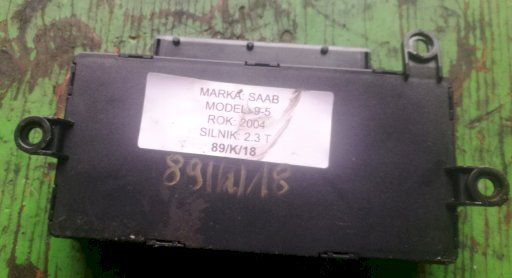 MARKA: SAAB
MODEL: 9-5
ROK: 2004
SILNIK: 2.3 T
89/K/18
89/K/18